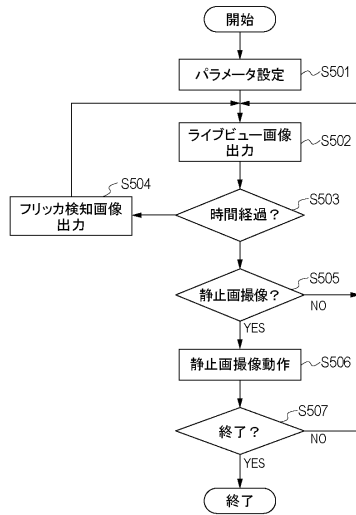 開始
パラメータ設定
S501
ライブビュー画像
出力
S502
時間経過?
S503
S504
フリッカ検知画像
出力
静止画撮像?
S505
NO
YES
静止画撮像動作
S506
終了?
S507
NO
YES
終了